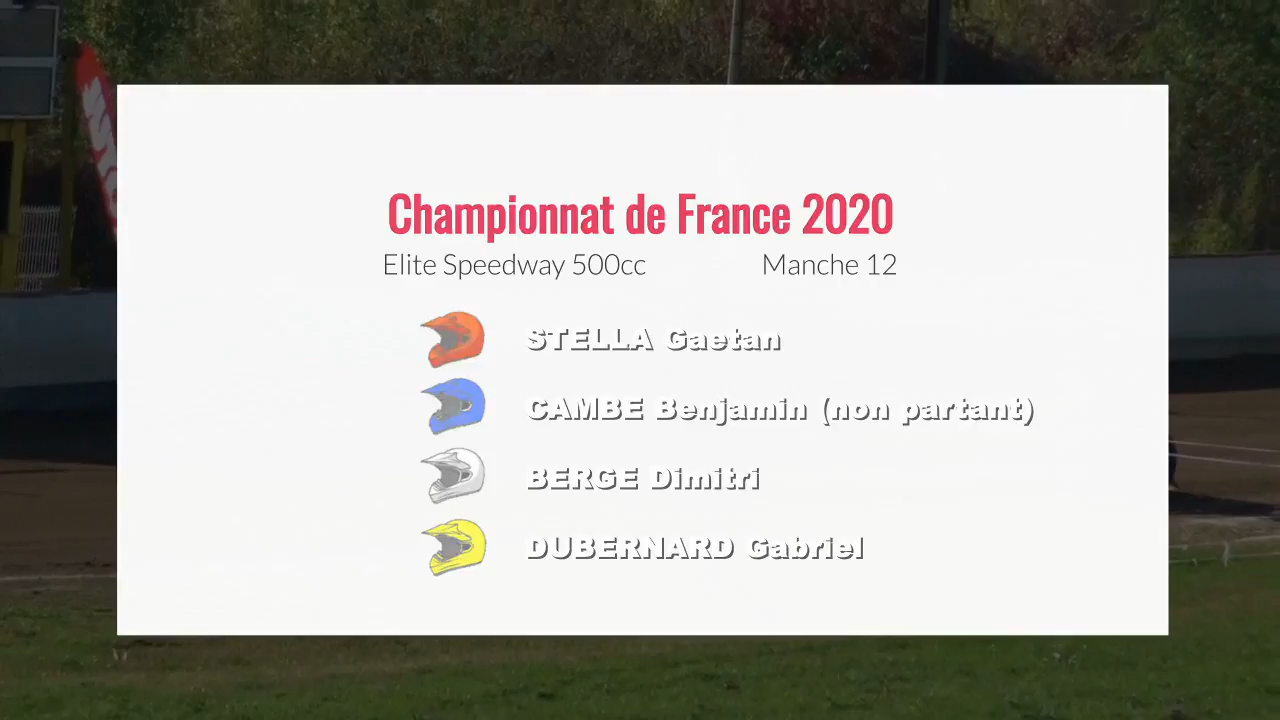 Championnat de France 2020
Elite Speedway 500cc Manche 12
STELLA Gaetan
CAMBE Benjamin (non partant)
BERGE Dimitri
DUBERNARD Gabriel